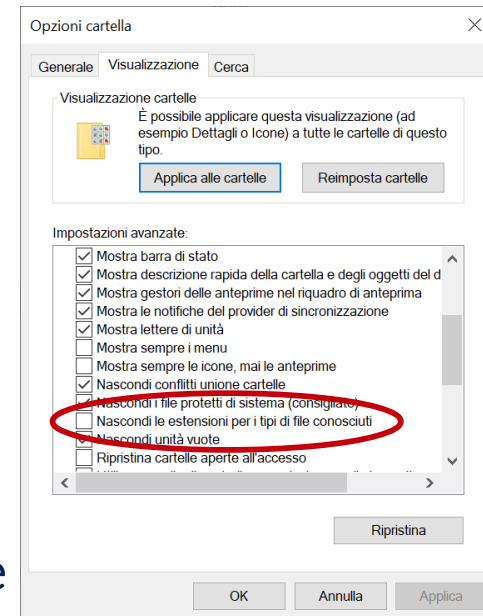 Opzioni cartella
Generale Visualizzazione Cerca
Visualizzazione cartelle
È possibile applicare questa visualizzazione (ad
esempio Dettagli o Icone) a tutte le cartelle di questo
tipo.
Applica alle cartelle Reimposta cartelle
Impostazioni avanzate:
Mostra barra di stato
Mostra descrizione rapida della cartella e degli oggetti del d
Mostra gestori delle anteprime nel riquadro di anteprima
Mostra le notifiche del provider di sincronizzazione
Mostra lettere di unità
Mostra sempre i menu
Mostra sempre le icone, mai le anteprime
Nascondi conflitti unione cartelle
Nascondi i file protetti di sistema (consigliato)
Nascondi le estensioni per i tipi di file conosciuti
Nascondi unità vuote
Ripristina cartelle aperte all'accesso
Ripristina
e
OK Annulla Applica